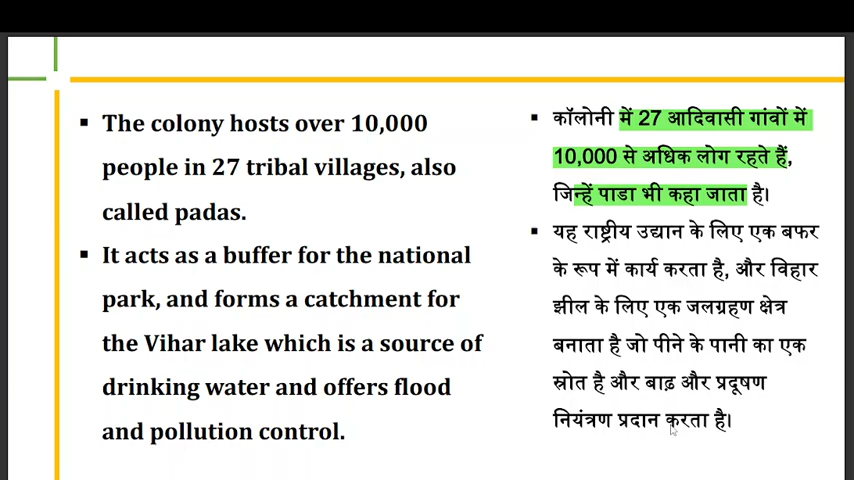 ▪ The colony hosts over 10,000
people in 27 tribal villages, also
called padas.
▪ It acts as a buffer for the national
park, and forms a catchment for
the Vihar lake which is a source of
drinking water and offers flood
and pollution control.
▪ कॉलोनी में 27 आदिवासी गांवों में
10,000 से अधिक लोग रहते हैं,
जिन्हें पाडा भी कहा जाता है।
▪ यह राष्ट्रीय उद्यान के लिए एक बफर
के रूप में कार्य करता है, और विहार
झील के लिए एक जलग्रहण क्षेत्र
बनाता है जो पीने के पानी का एक
स्रोत है और बाढ़ और प्रदूषण
नियंत्रण प्रदान करता है।